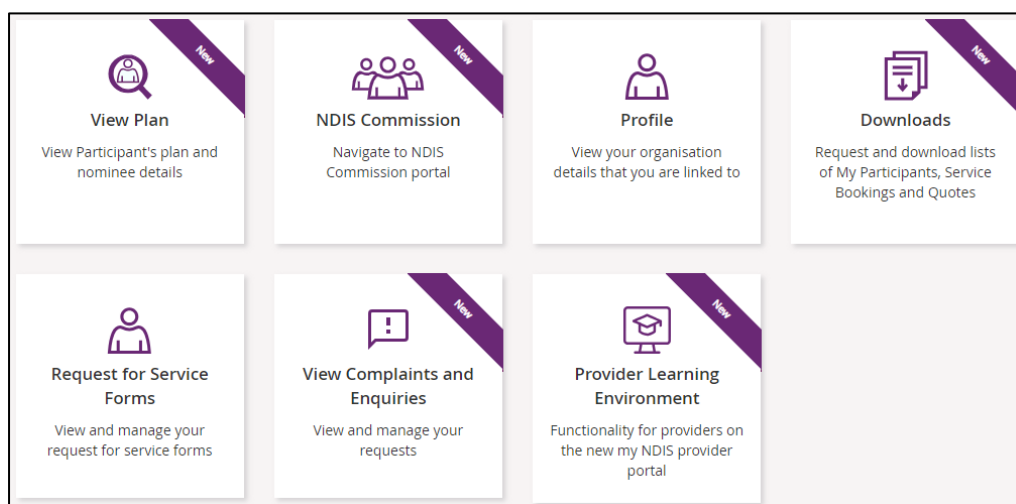 New
View Plan
View Participant's plan and
nominee details
New
NDIS Commission
Navigate to NDIS
Commission portal
Profile
View your organisation
details that you are linked to
New
Downloads
Request and download lists
of My Participants, Service
Bookings and Quotes
Request for Service
Forms
View and manage your
request for service forms
New
View Complaints and
Enquiries
View and manage your
requests
New
Provider Learning
Environment
Functionality for providers on
the new my NDIS provider
portal